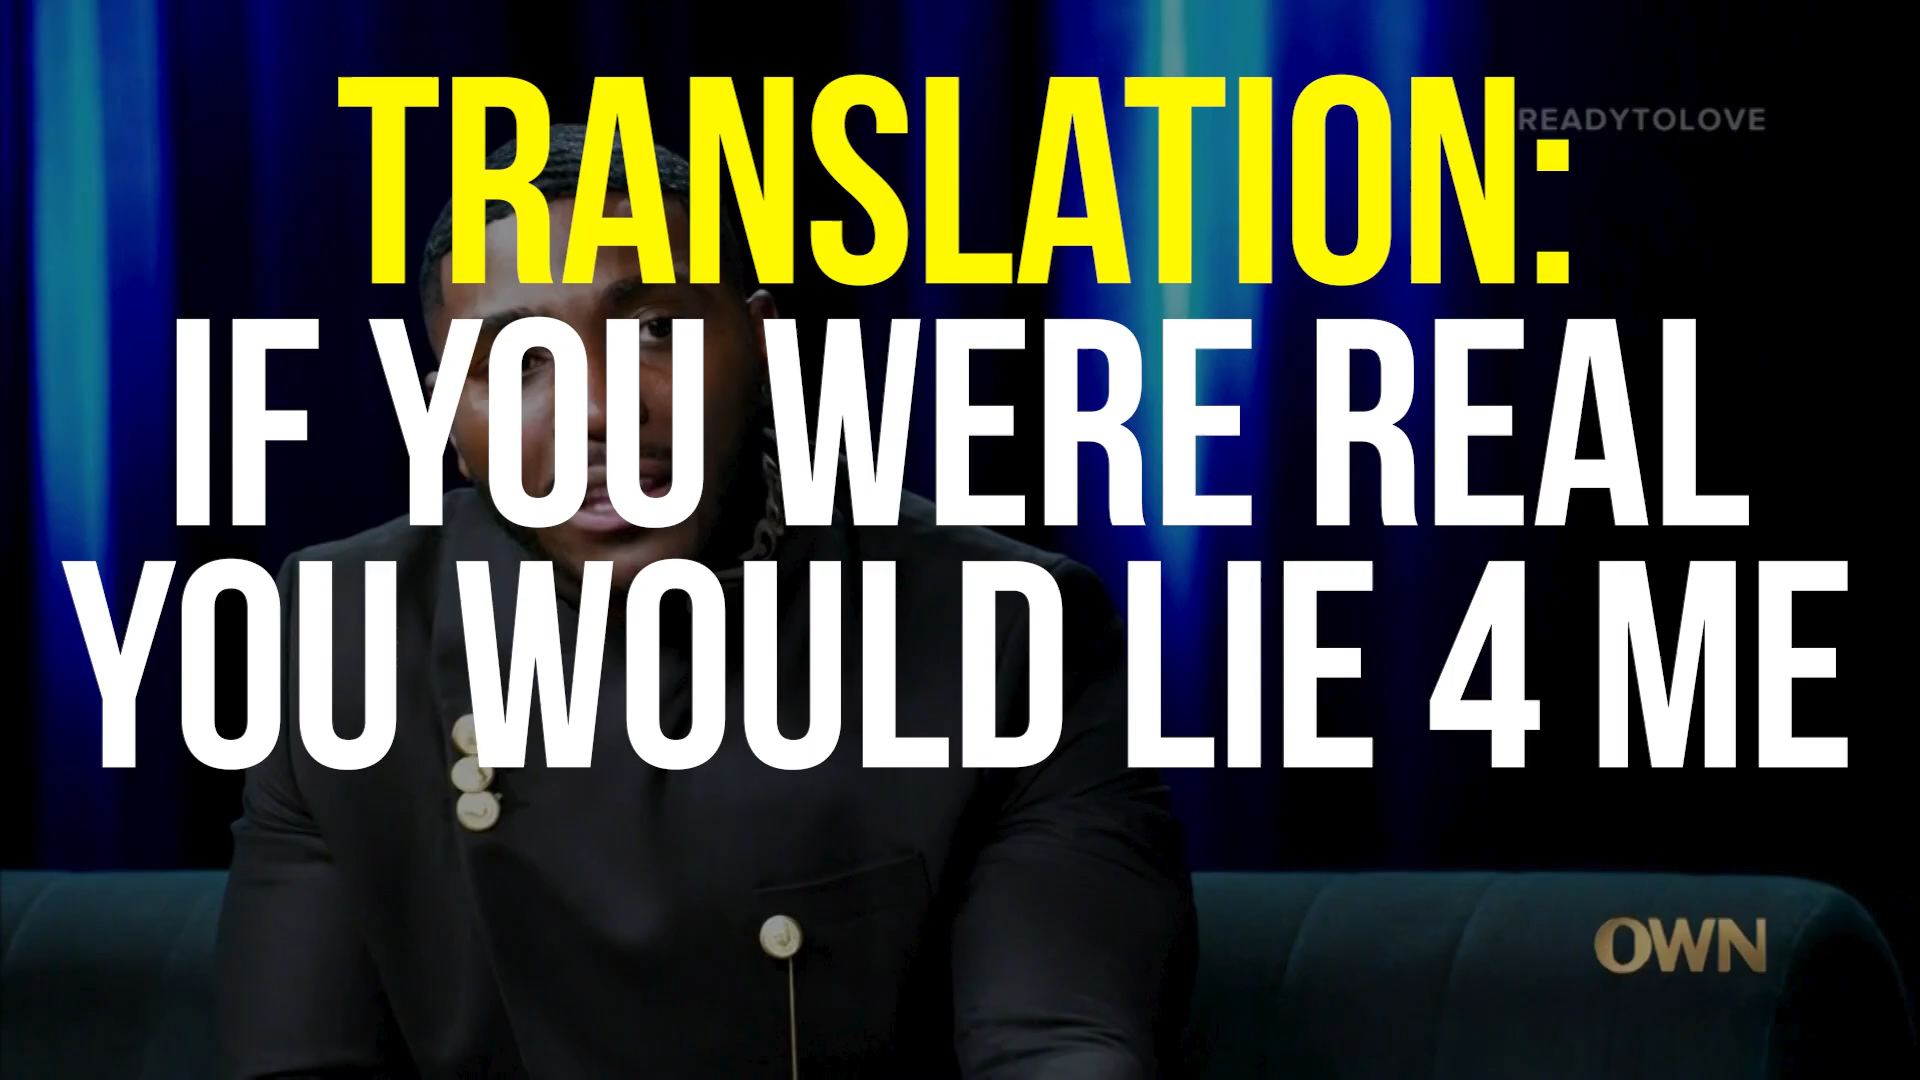 TRANSLATION:
READYTOLOVE
IF YOU WERE REAL
YOU WOULD LIE 4 ME
OWN